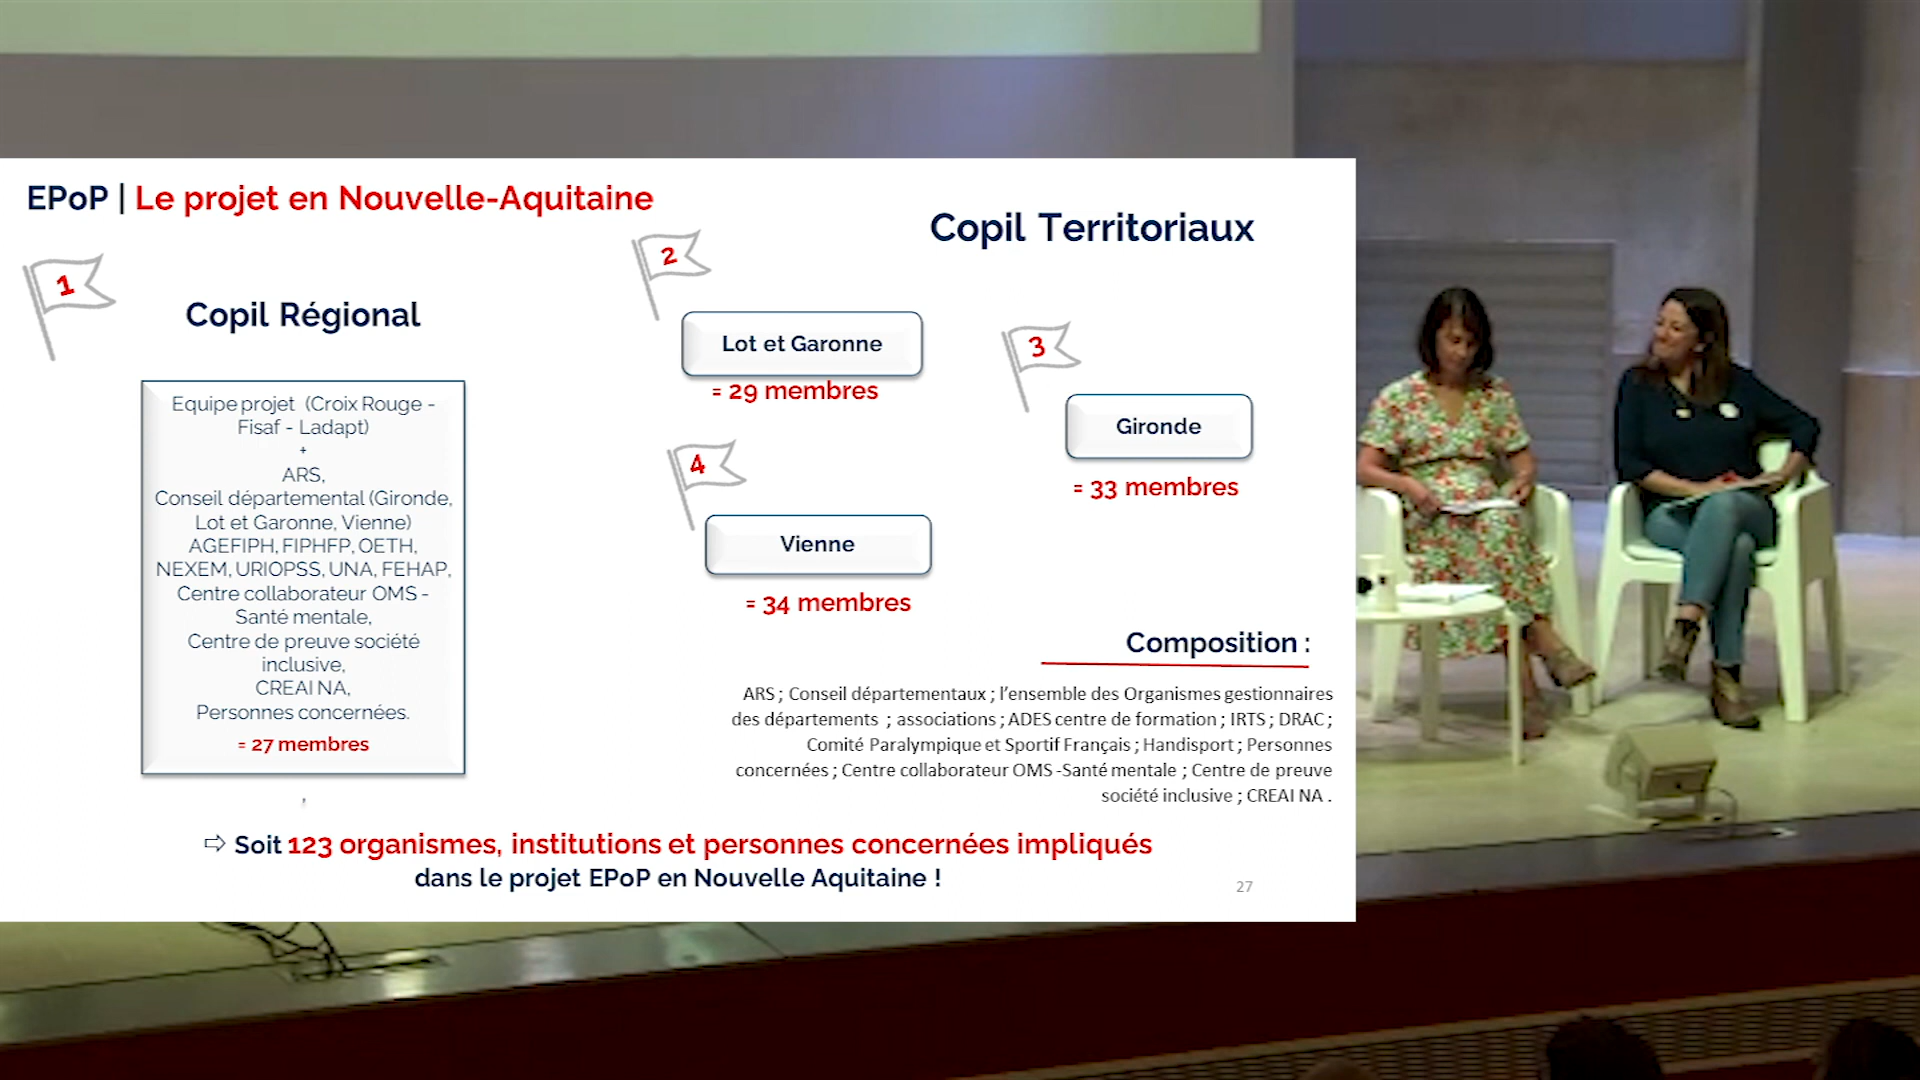 EPoP | Le projet en Nouvelle-Aquitaine
1
Copil Régional
Equipe projet (Croix Rouge -
Fisaf - Ladapt)
+
ARS,
Conseil départemental (Gironde,
Lot et Garonne, Vienne)
AGEFIPH, FIPHFP, OETH,
NEXEM, URIOPSS, UNA, FEHAP,
Centre collaborateur OMS -
Santé mentale,
Centre de preuve société
inclusive,
CREAI NA,
Personnes concernées.
= 27 membres
,
Copil Territoriaux
2
Lot et Garonne
= 29 membres
3
Gironde
= 33 membres
4
Vienne
= 34 membres
Composition :
ARS ; Conseil départementaux ; l'ensemble des Organismes gestionnaires
des départements ; associations ; ADES centre de formation ; IRTS ; DRAC ;
Comité Paralympique et Sportif Français ; Handisport ; Personnes
concernées ; Centre collaborateur OMS -Santé mentale ; Centre de preuve
société inclusive ; CREAI NA .
⇨ Soit 123 organismes, institutions et personnes concernées impliqués
dans le projet EPoP en Nouvelle Aquitaine !
27